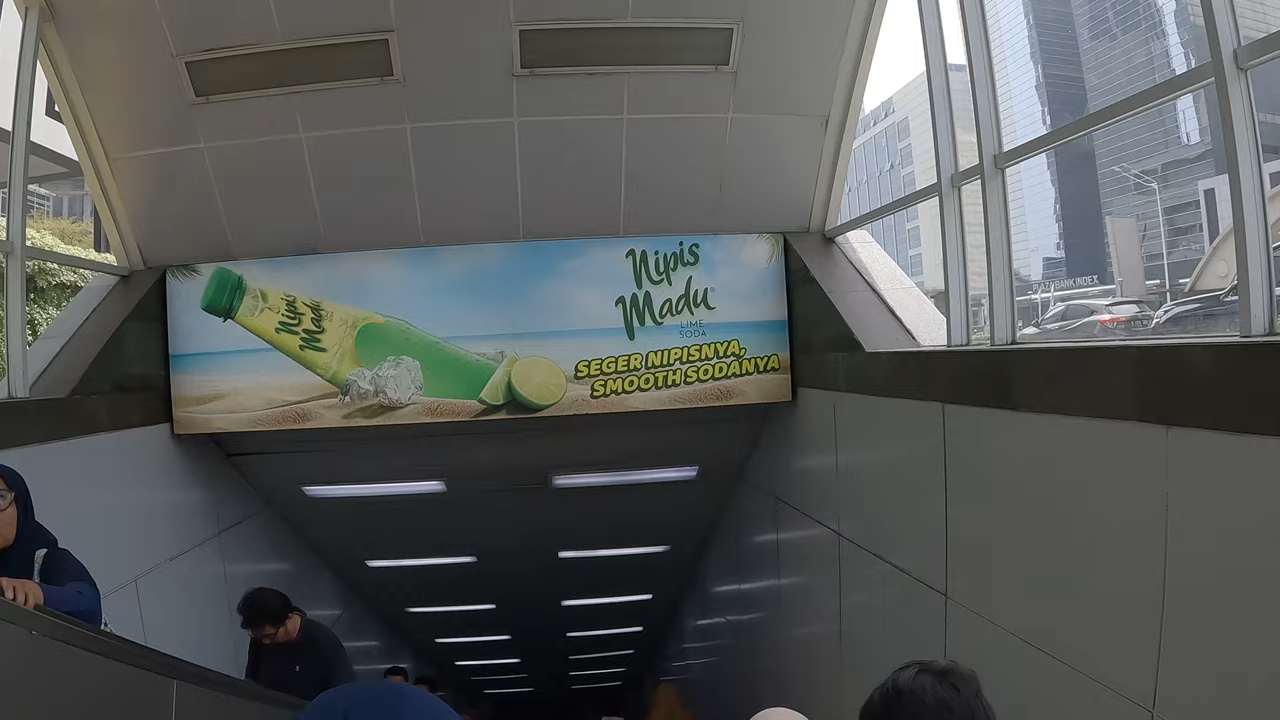 Nipis
Madu
Nipis
Madu
LIME
SODA
SEGER NIPISNYA,
SMOOTH SODANYA
PLAZA BANK INDEX